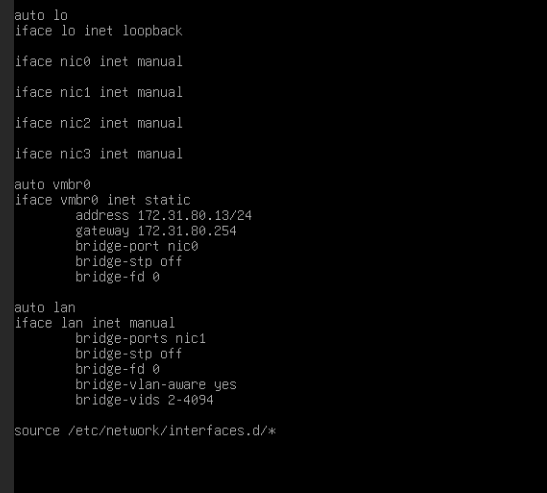 auto lo
iface lo inet loopback
iface nic0 inet manual
iface nic1 inet manual
iface nic2 inet manual
iface nic3 inet manual
auto vmbr0
iface vmbr0 inet static
address 172.31.80.13/24
gateway 172.31.80.254
bridge-port nic0
bridge-stp off
bridge-fd 0
auto lan
iface lan inet manual
bridge-ports nic1
bridge-stp off
bridge-fd 0
bridge-vlan-aware yes
bridge-vids 2-4094
source /etc/network/interfaces.d/*